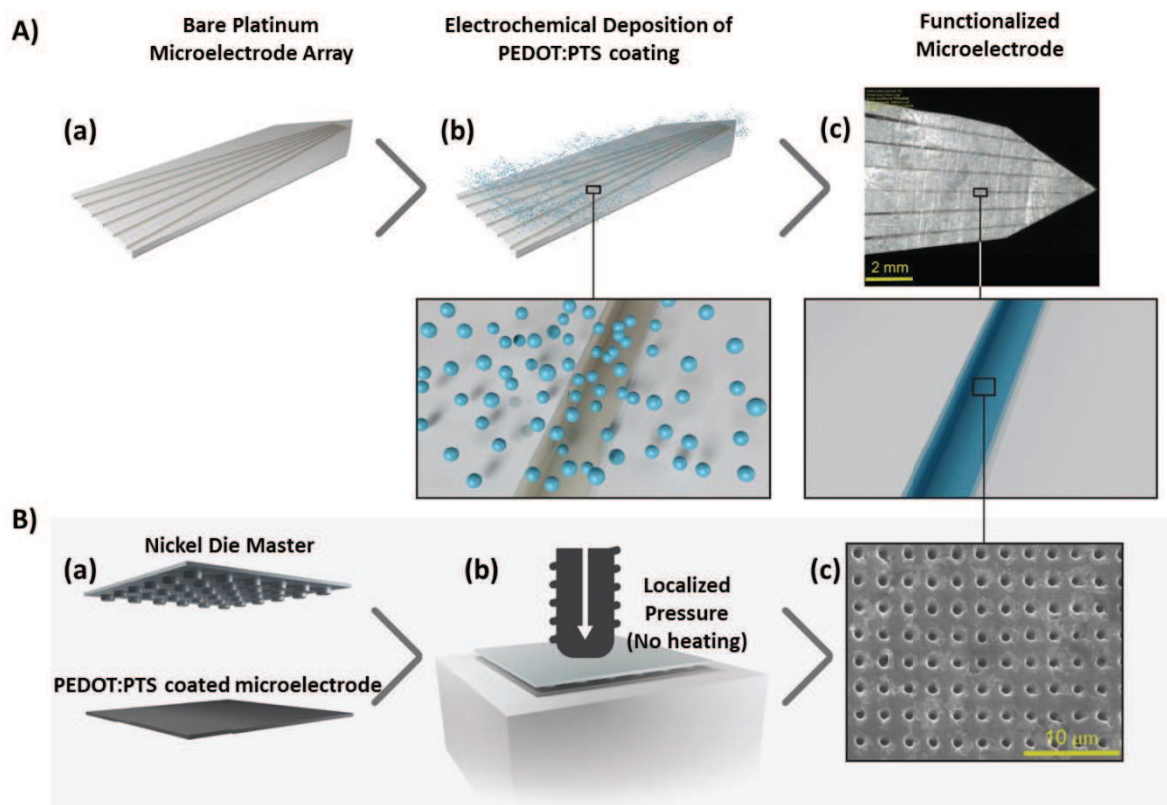 A)
Bare Platinum
Microelectrode Array
Electrochemical Deposition of
PEDOT:PTS coating
Functionalized
Microelectrode
(a)
(b)
(c)
2 mm
B)
(a)
Nickel Die Master
PEDOT:PTS coated microelectrode
(b)
Localized
Pressure
(No heating)
(c)
10 μm